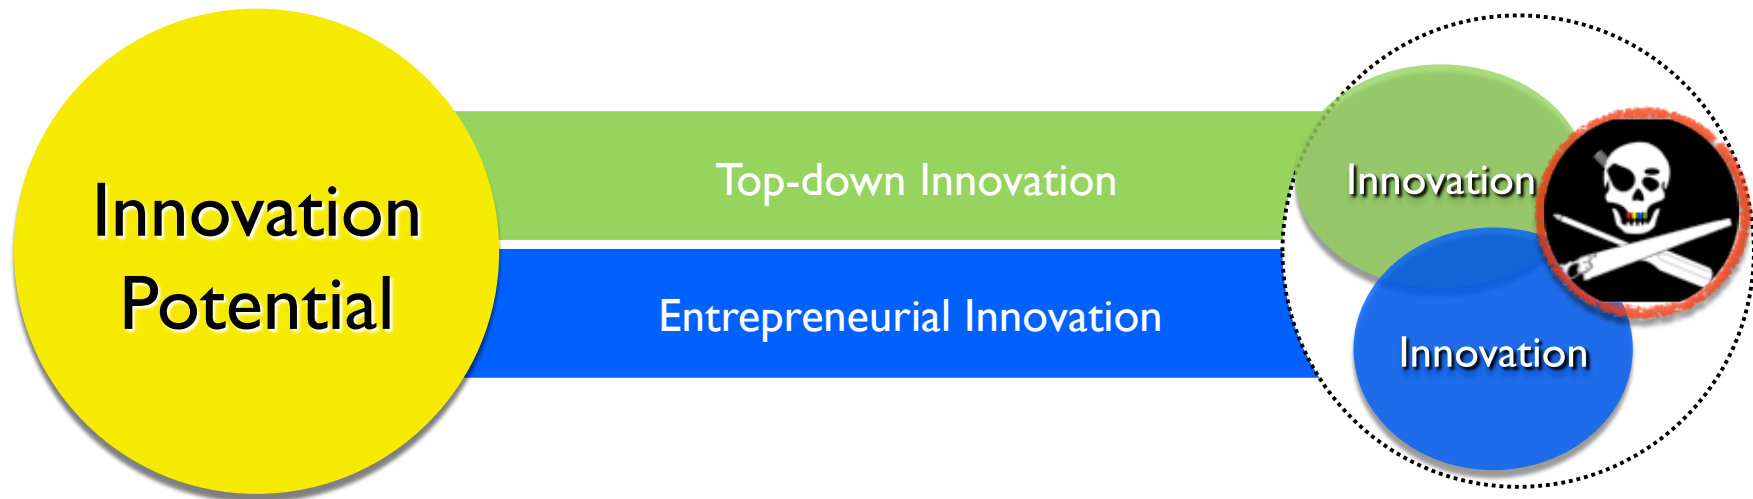 Innovation
Potential
Top-down Innovation
Entrepreneurial Innovation
Innovation
Innovation